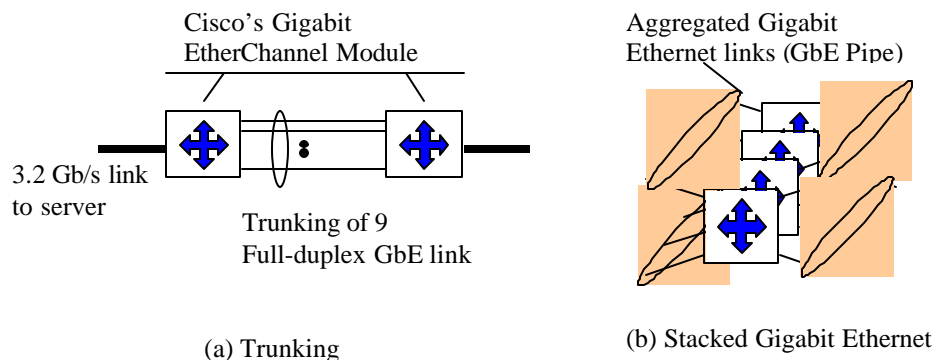 Cisco's Gigabit
EtherChannel Module
3.2 Gb/s link
to server
Trunking of 9
Full-duplex GbE link
(a) Trunking
Aggregated Gigabit
Ethernet links (GbE Pipe)
(b) Stacked Gigabit Ethernet